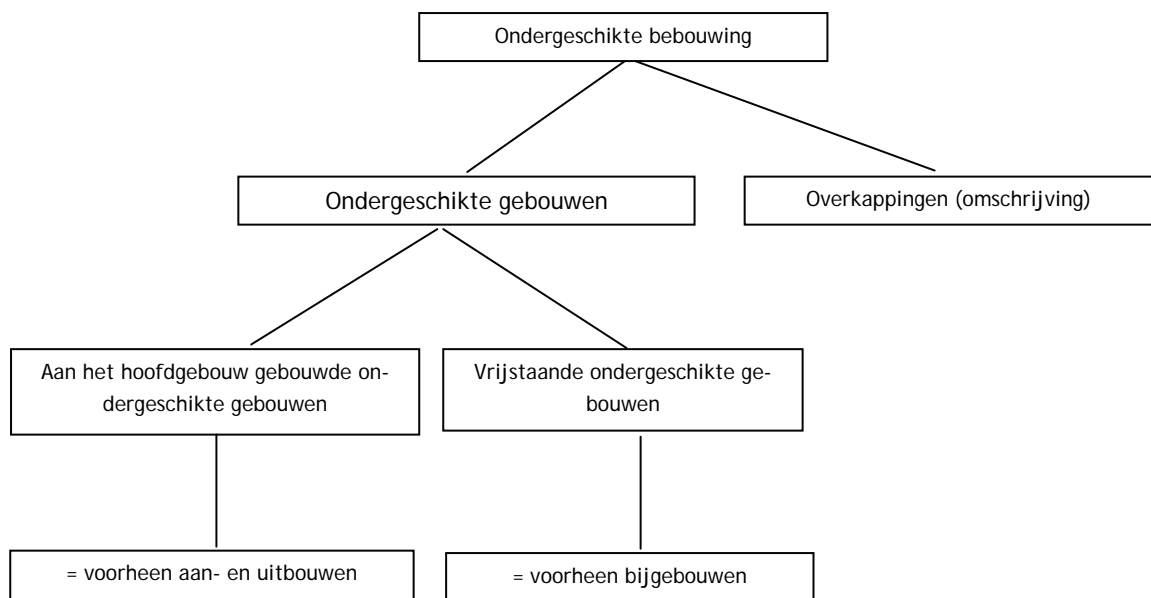 Ondergeschikte bebouwing
Ondergeschikte gebouwen
Overkappingen (omschrijving)
Aan het hoofdgebouw gebouwde on-
dergeschikte gebouwen
Vrijstaande ondergeschikte ge-
bouwen
= voorheen aan- en uitbouwen
= voorheen bijgebouwen